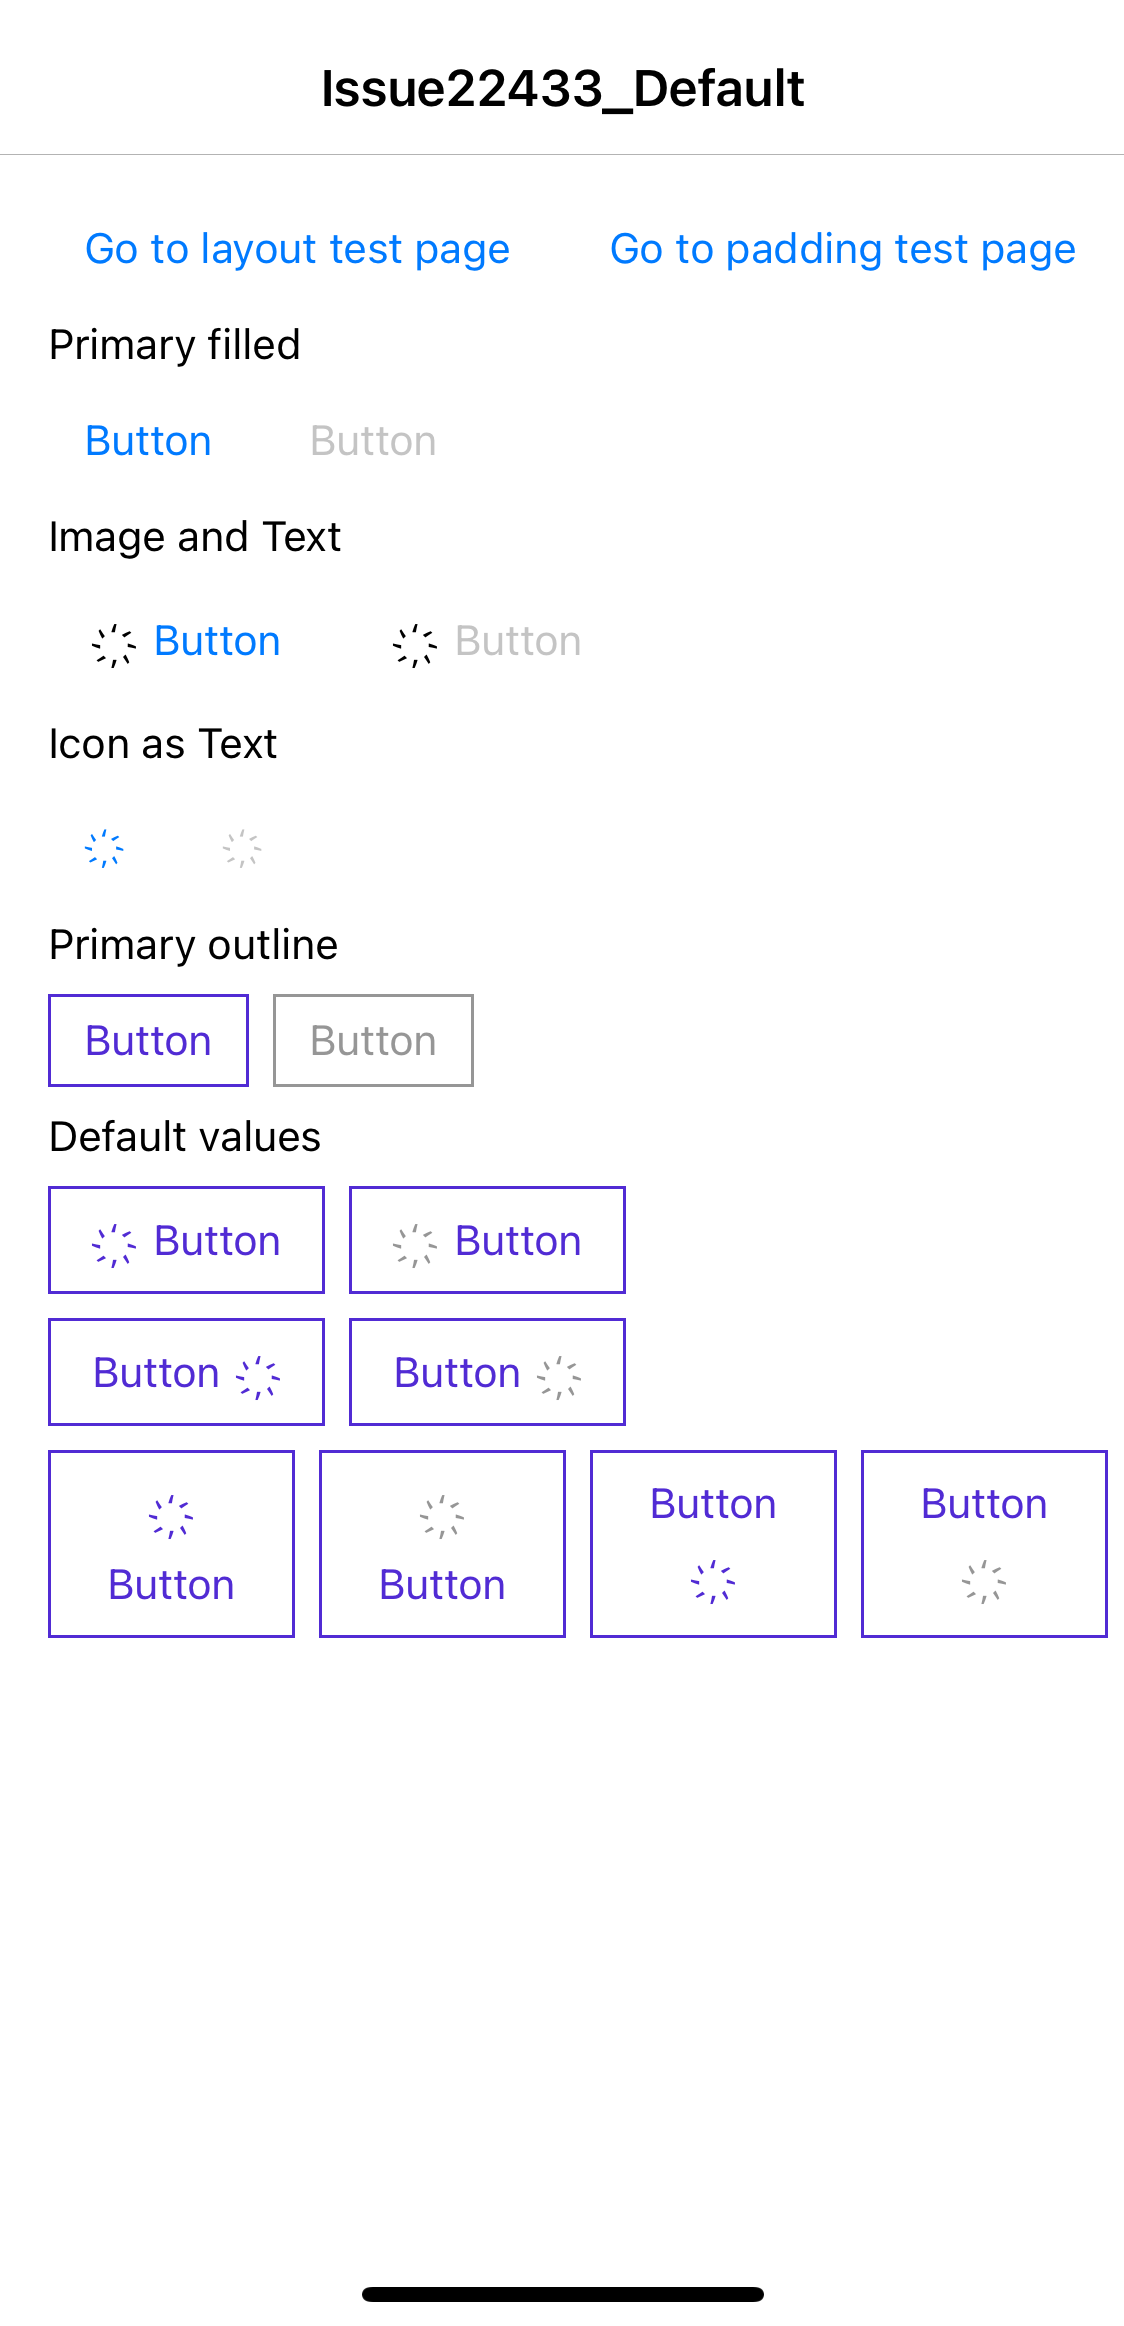 Issue22433_Default
Go to layout test page Go to padding test page
Primary filled
Button Button
Image and Text
Button Button
Icon as Text
Primary outline
Button Button
Default values
Button Button
Button Button
Button Button Button Button